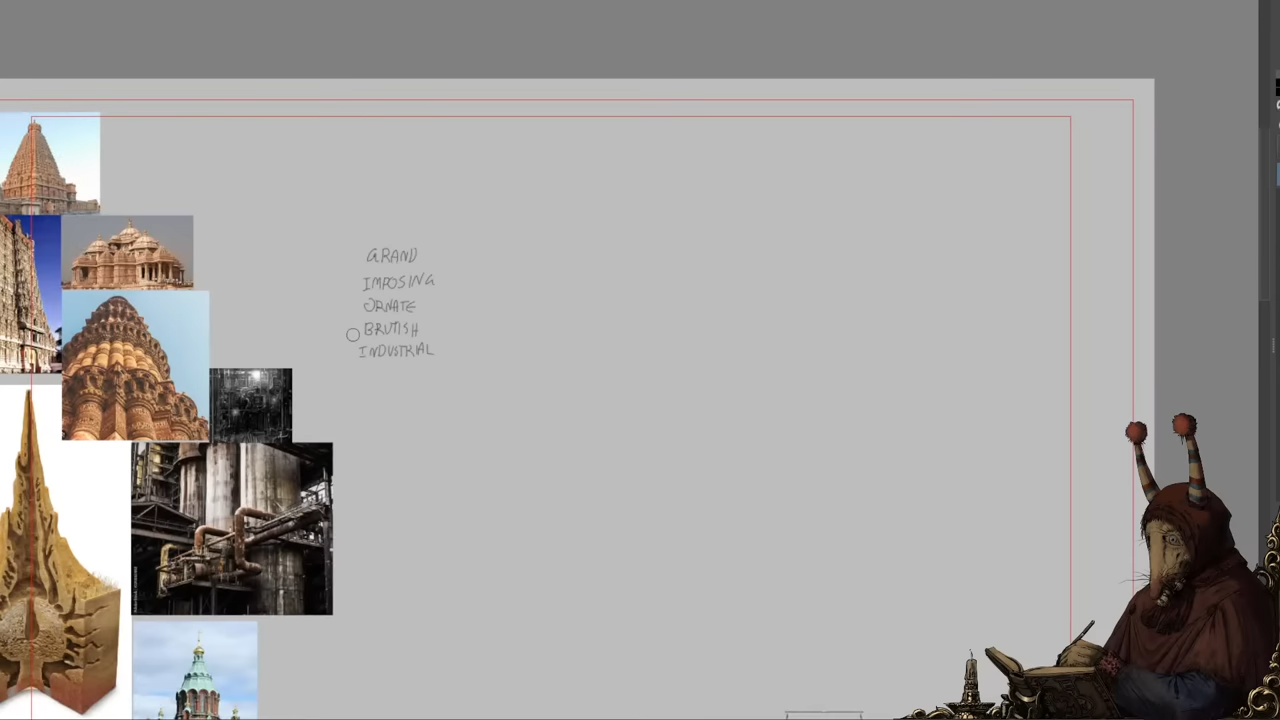 GRAND
IMPOSING
ORNATE
BRUTISH
INDUSTRIAL